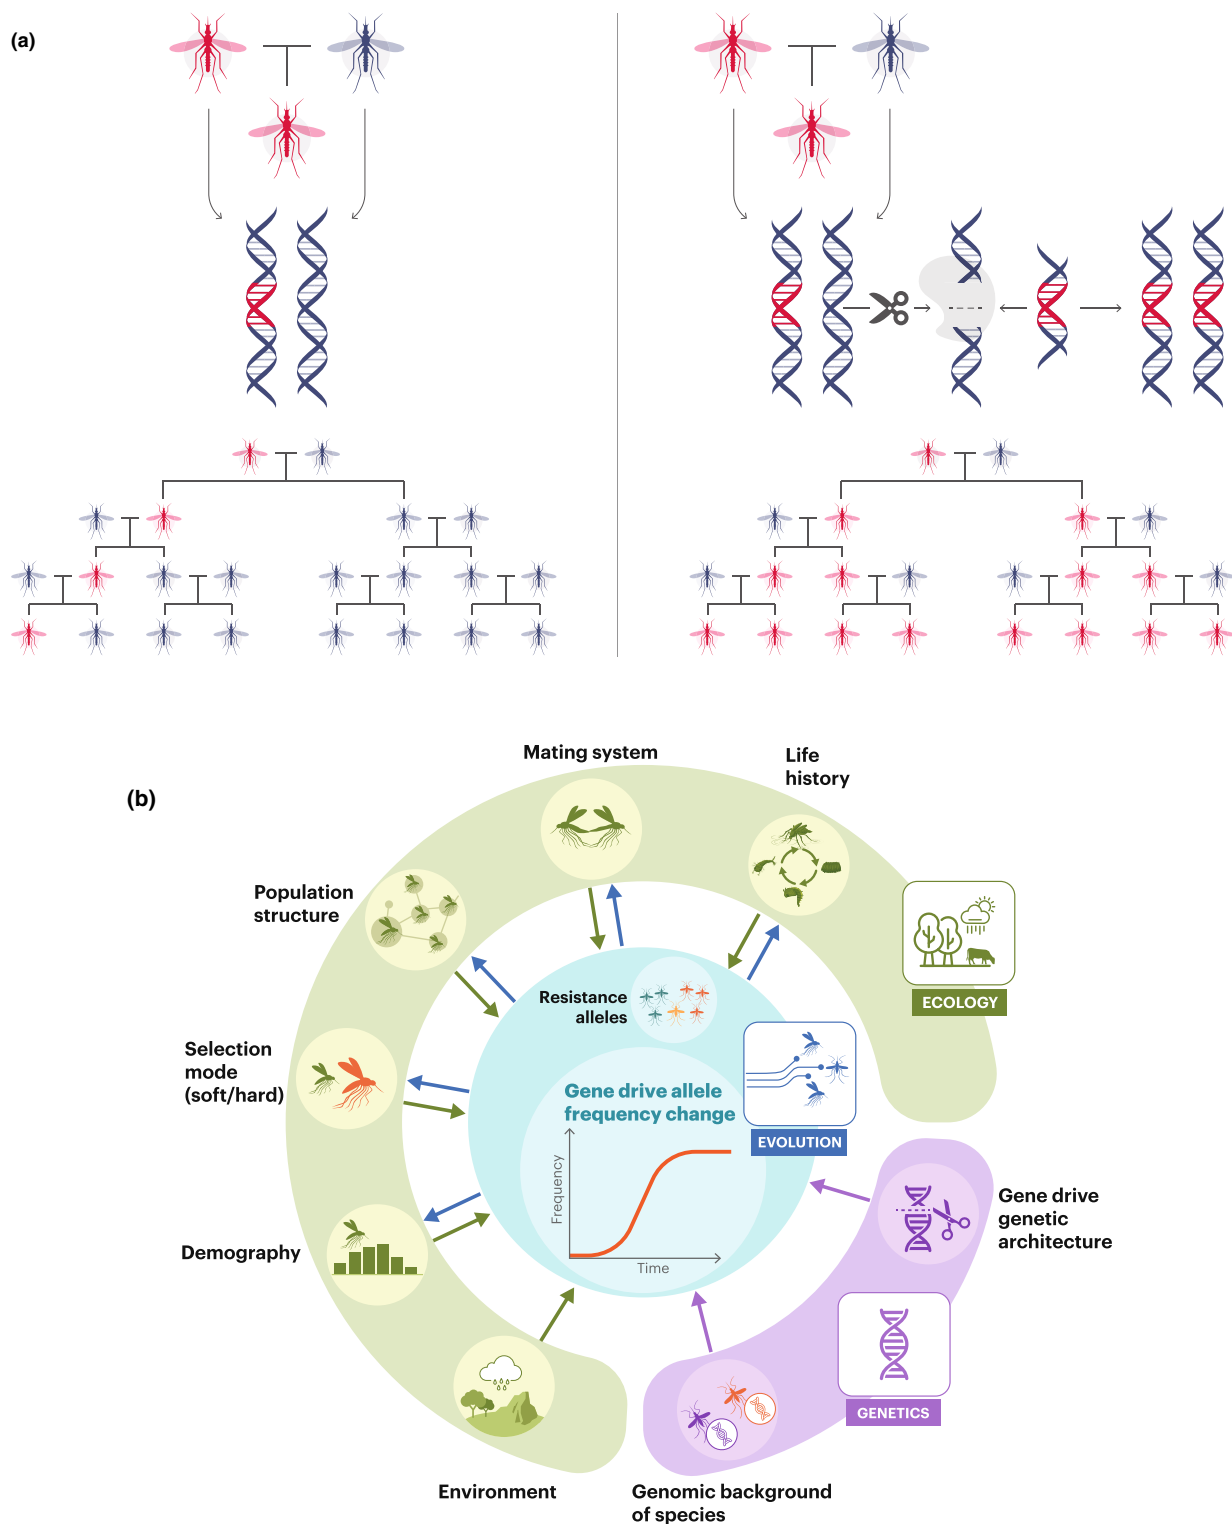 (a)
(b)
Mating system
Life
history
Population
structure
ECOLOGY
Resistance
alleles
Selection
mode
(soft/hard)
Gene drive allele
frequency change
EVOLUTION
Frequency
Time
Gene drive
genetic
architecture
Demography
GENETICS
Environment
Genomic background
of species